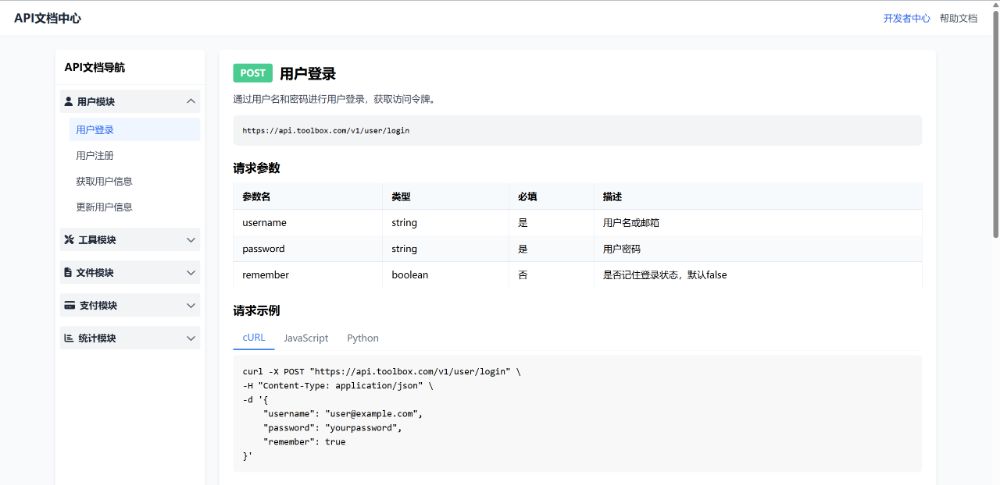 API文档中心
开发者中心 帮助文档
API文档导航
用户模块
用户登录
用户注册
获取用户信息
更新用户信息
工具模块
文件模块
支付模块
统计模块
POST 用户登录
通过用户名和密码进行用户登录，获取访问令牌。
https://api.toolbox.com/v1/user/login
请求参数
参数名 类型 必填 描述
username string 是 用户名或邮箱
password string 是 用户密码
remember boolean 否 是否记住登录状态，默认false
请求示例
cURL JavaScript Python
curl -X POST "https://api.toolbox.com/v1/user/login" \
-H "Content-Type: application/json" \
-d '{
    "username": "user@example.com",
    "password": "yourpassword",
    "remember": true
}'